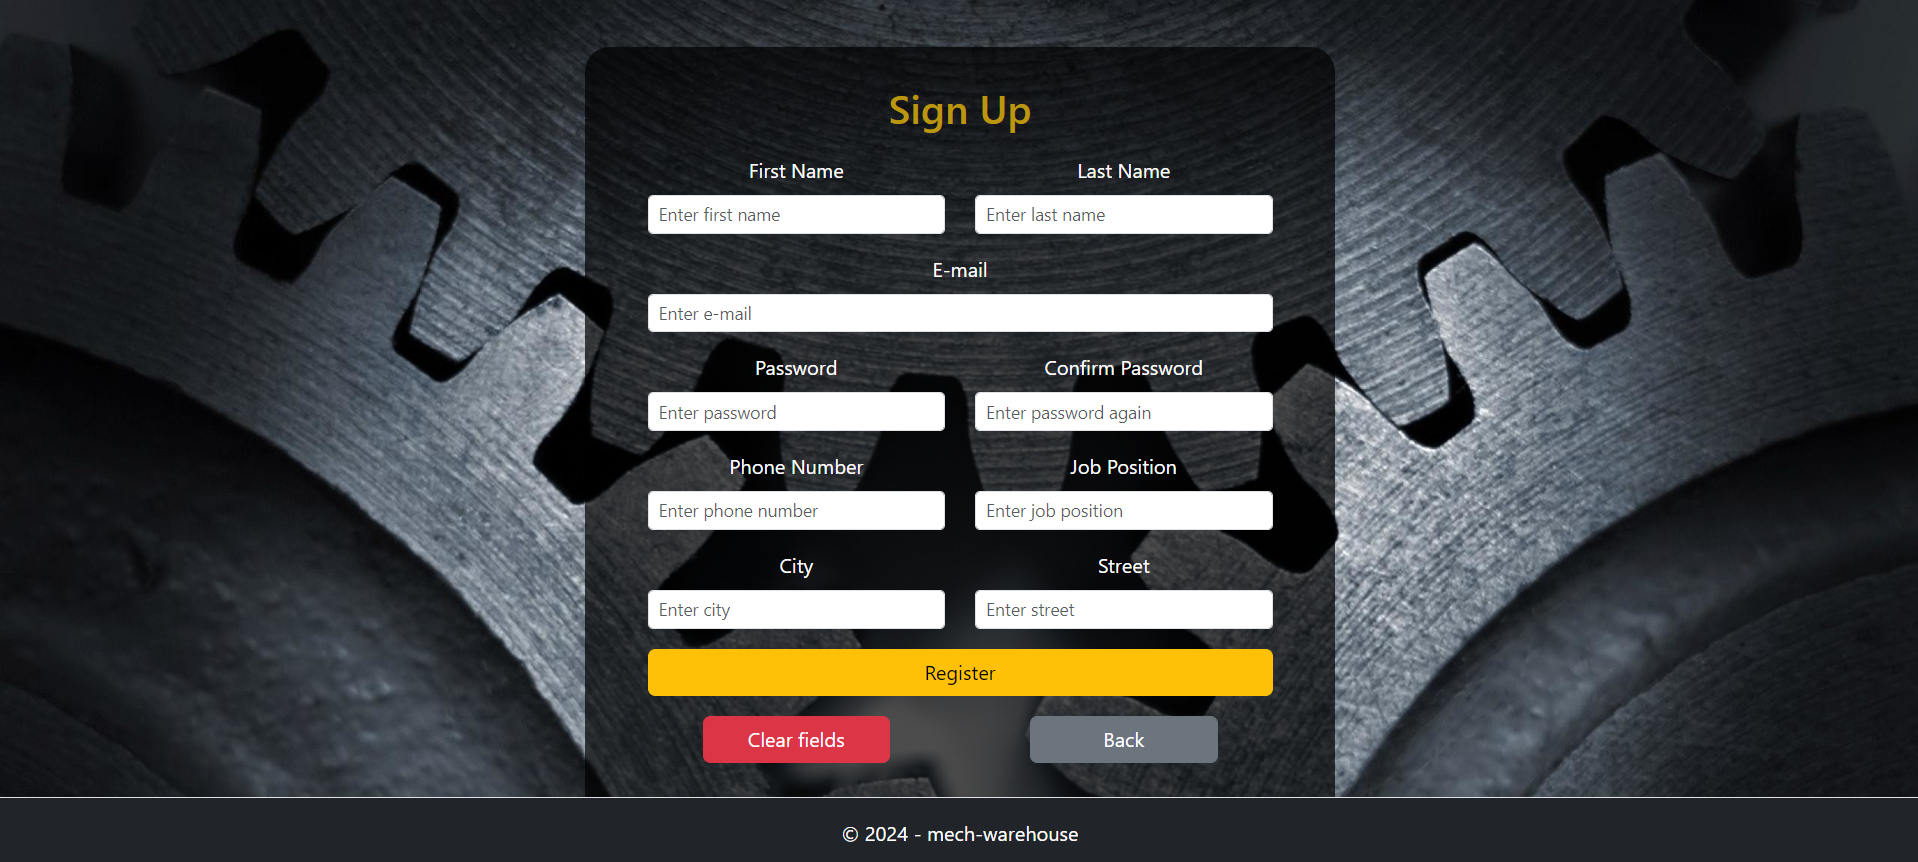 Sign Up
First Name Last Name
Enter first name Enter last name
E-mail
Enter e-mail
Password Confirm Password
Enter password Enter password again
Phone Number Job Position
Enter phone number Enter job position
City Street
Enter city Enter street
Register
Clear fields Back
© 2024 - mech-warehouse